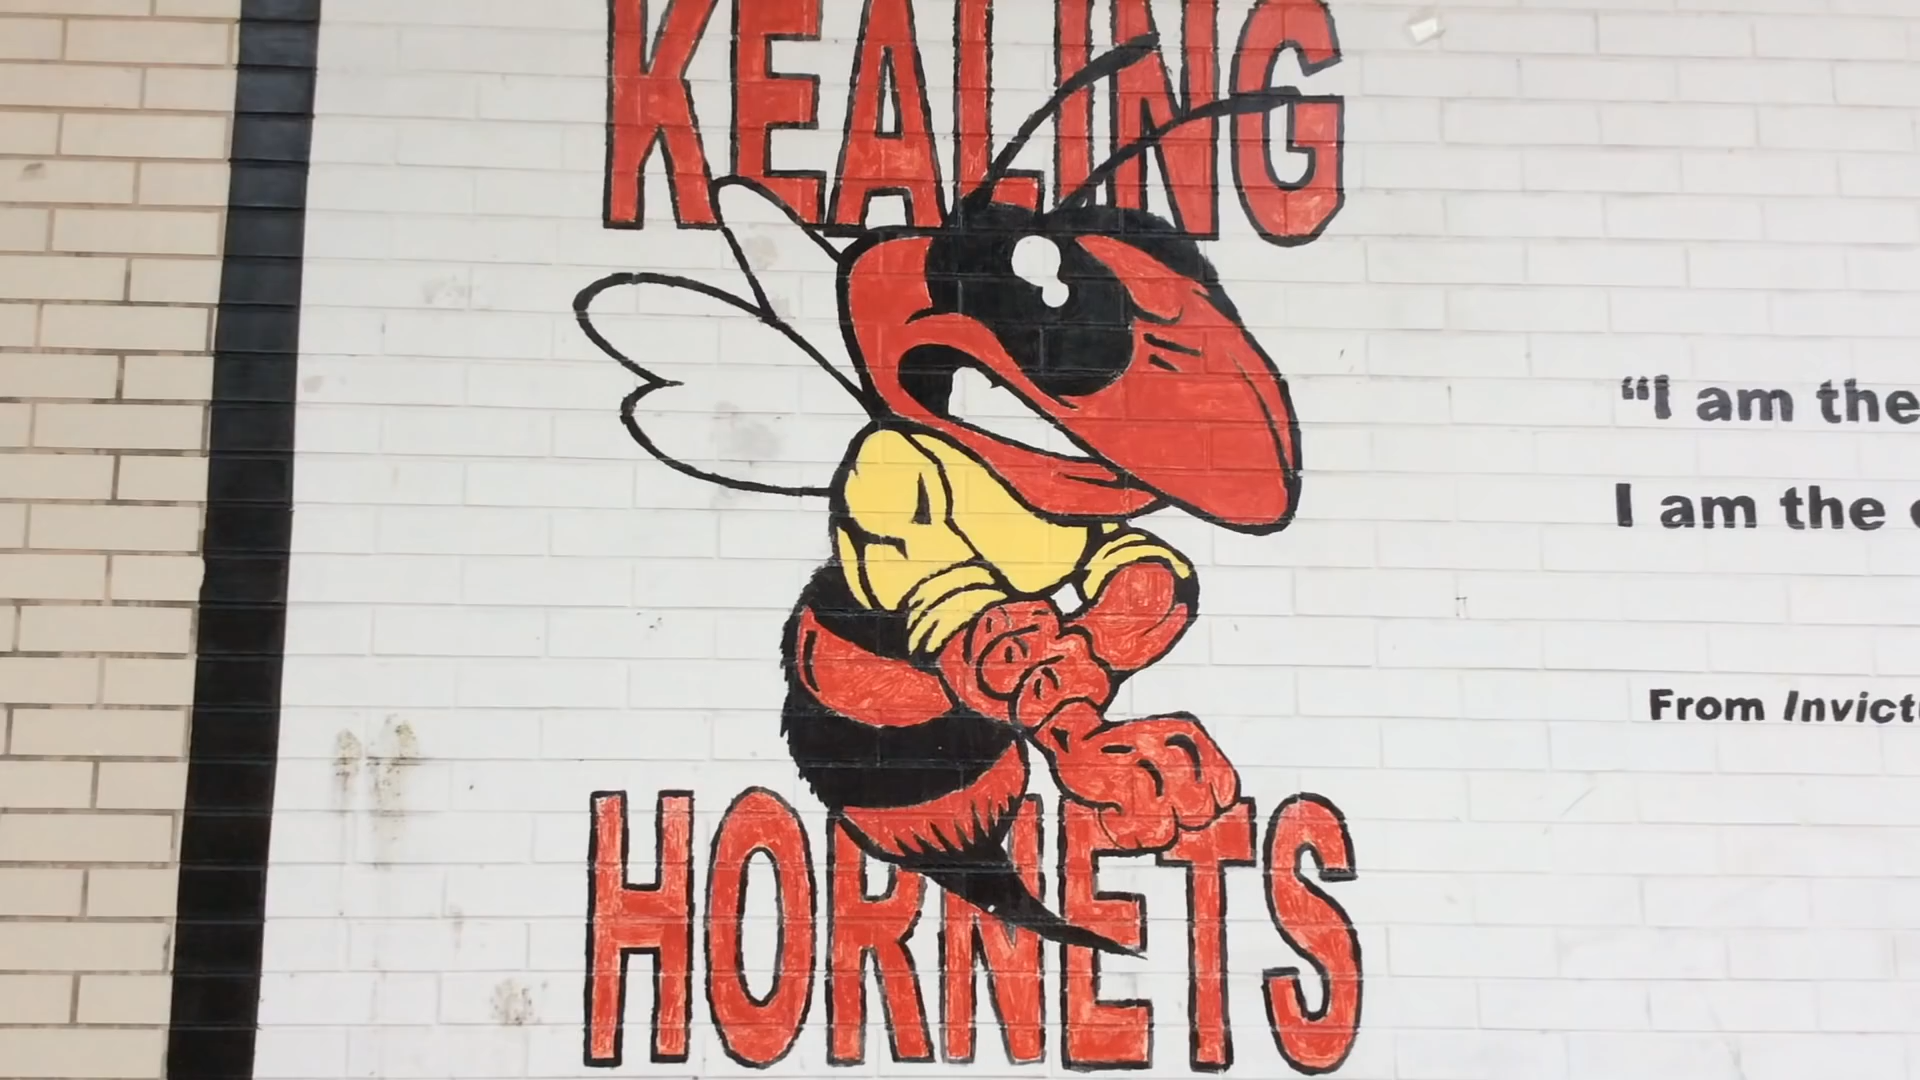 KEALING
HORNETS
“I am the
I am the
From Invict